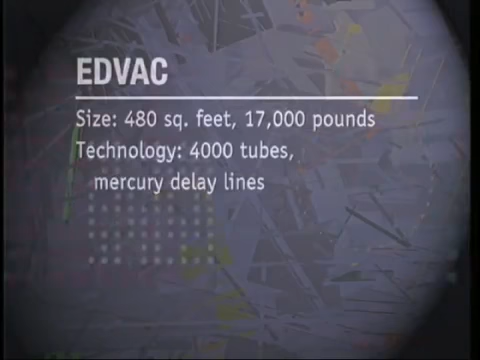 EDVAC
Size: 480 sq. feet, 17,000 pounds
Technology: 4000 tubes,
mercury delay lines